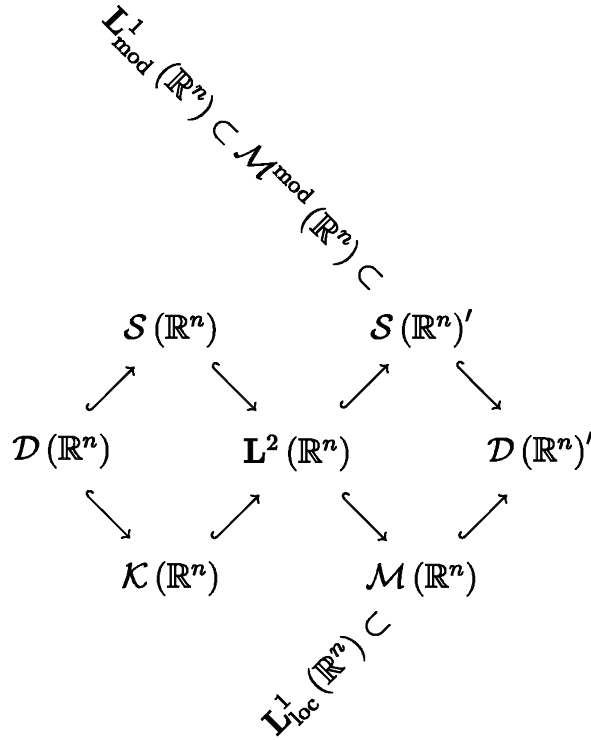 L¹_mod (ℝⁿ) ⊂ ℳ^mod (ℝⁿ) ⊂
𝒮 (ℝⁿ) 𝒮 (ℝⁿ)′
𝒟 (ℝⁿ) L² (ℝⁿ) 𝒟 (ℝⁿ)′
𝒦 (ℝⁿ) ℳ (ℝⁿ)
L¹_loc (ℝⁿ) ⊂